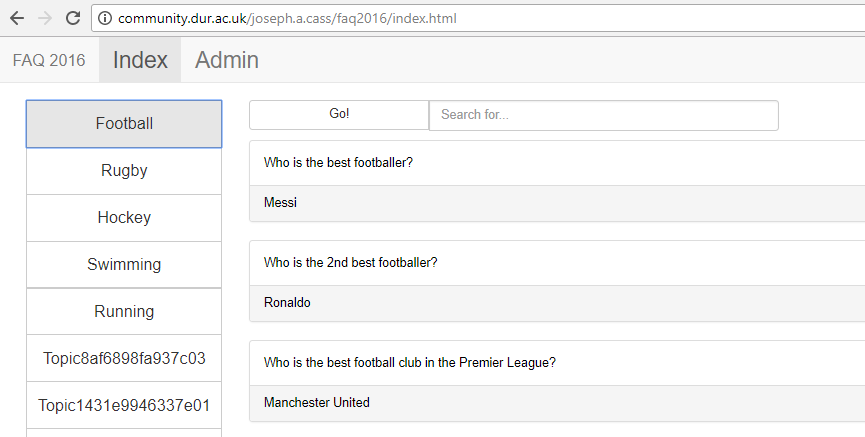 community.dur.ac.uk/joseph.a.cass/faq2016/index.html
FAQ 2016 Index Admin
Football
Rugby
Hockey
Swimming
Running
Topic8af6898fa937c03
Topic1431e9946337e01
Go! Search for...
Who is the best footballer?
Messi
Who is the 2nd best footballer?
Ronaldo
Who is the best football club in the Premier League?
Manchester United